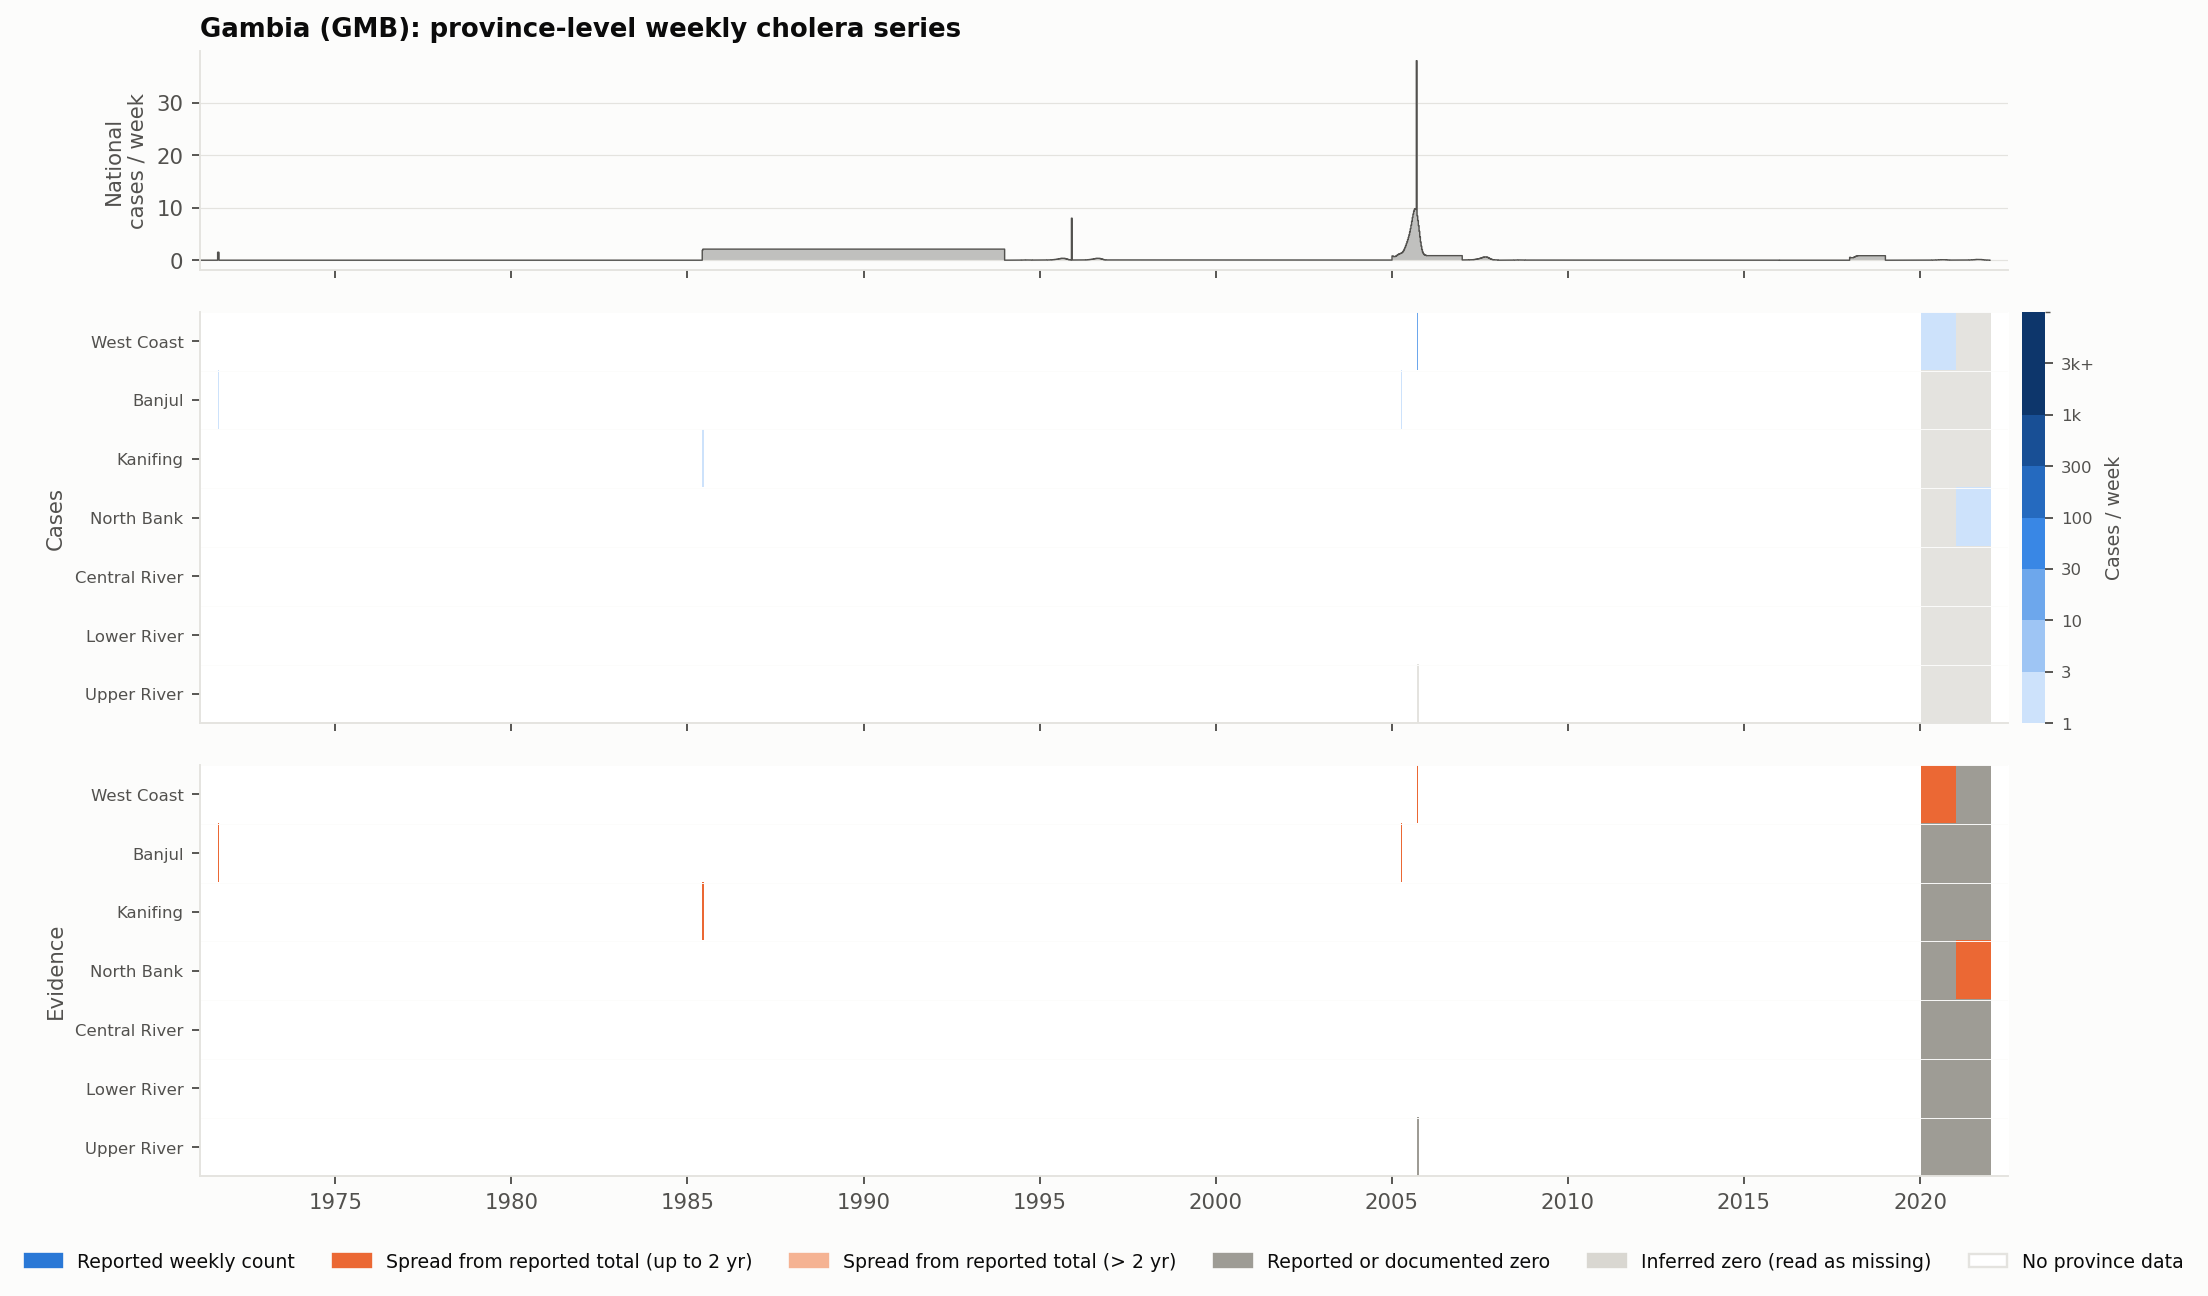 Gambia (GMB): province-level weekly cholera series
National
cases / week
30
20
10
0
Cases
West Coast
Banjul
Kanifing
North Bank
Central River
Lower River
Upper River
3k+
1k
300
100
30
10
3
1
Cases / week
Evidence
West Coast
Banjul
Kanifing
North Bank
Central River
Lower River
Upper River
1975 1980 1985 1990 1995 2000 2005 2010 2015 2020
Reported weekly count Spread from reported total (up to 2 yr) Spread from reported total (> 2 yr) Reported or documented zero Inferred zero (read as missing) No province data